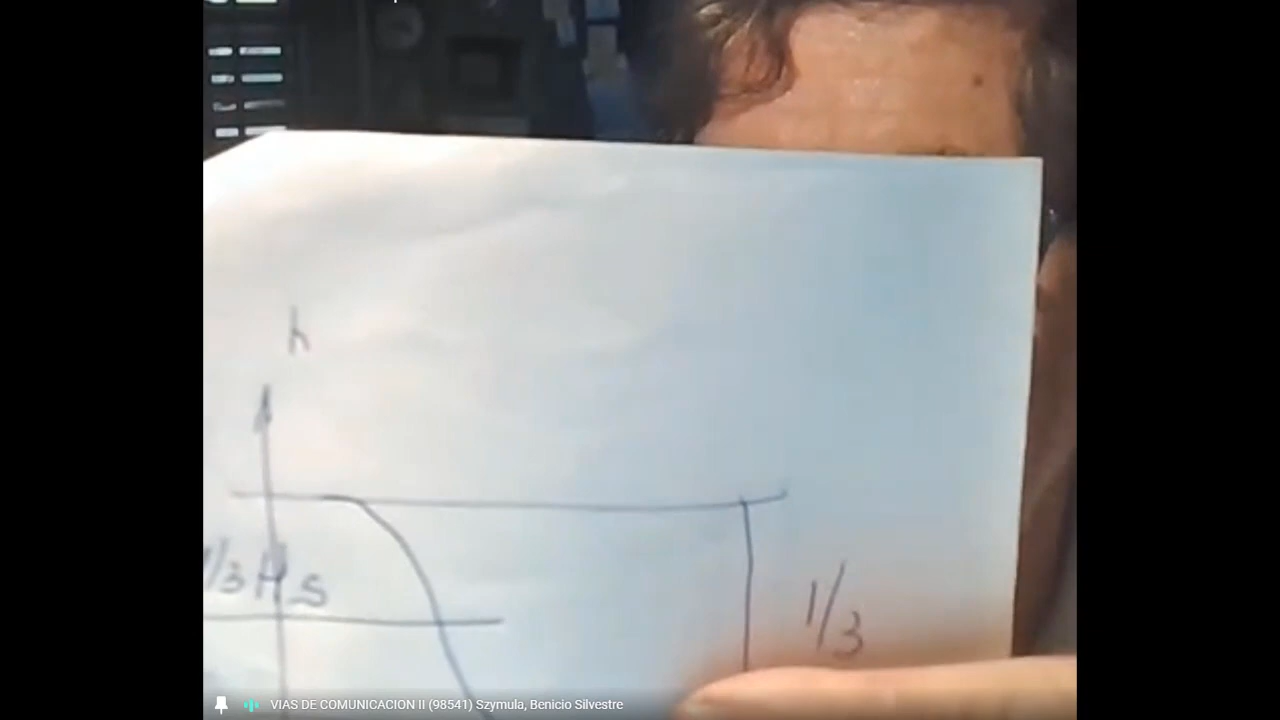 h
1/3 Hs
1/3
VIAS DE COMUNICACION II (98541) Szymula, Benicio Silvestre